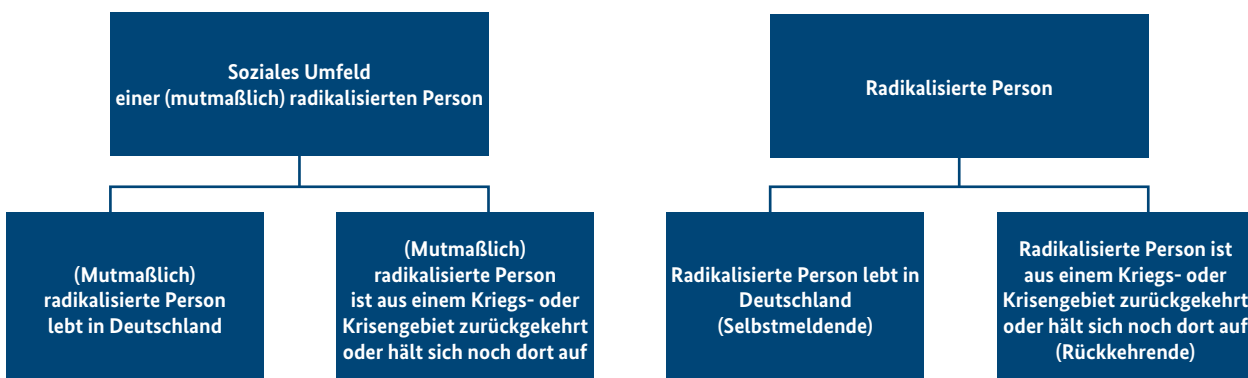 Soziales Umfeld
einer (mutmaßlich) radikalisierten Person
Radikalisierte Person
(Mutmaßlich)
radikalisierte Person
lebt in Deutschland
(Mutmaßlich)
radikalisierte Person
ist aus einem Kriegs- oder
Krisengebiet zurückgekehrt
oder hält sich noch dort auf
Radikalisierte Person lebt in
Deutschland
(Selbstmeldende)
Radikalisierte Person ist
aus einem Kriegs- oder
Krisengebiet zurückgekehrt
oder hält sich noch dort auf
(Rückkehrende)